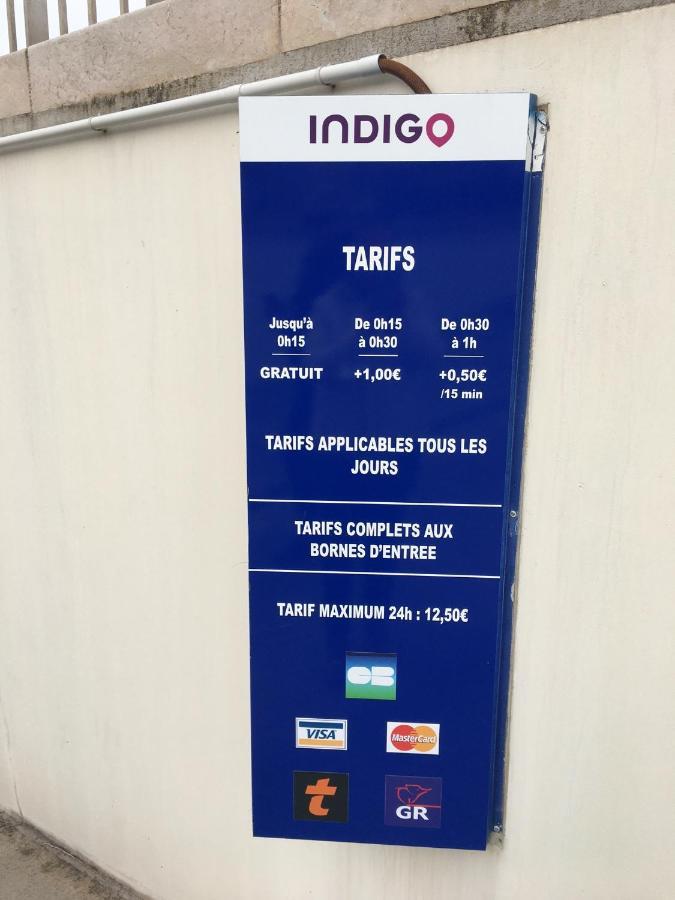 INDIGO
TARIFS
Jusqu'à
0h15
De 0h15
à 0h30
De 0h30
à 1h
GRATUIT
+1,00€
+0,50€
/15 min
TARIFS APPLICABLES TOUS LES
JOURS
TARIFS COMPLETS AUX
BORNES D'ENTREE
TARIF MAXIMUM 24h : 12,50€
CB
VISA
MasterCard
t
GR